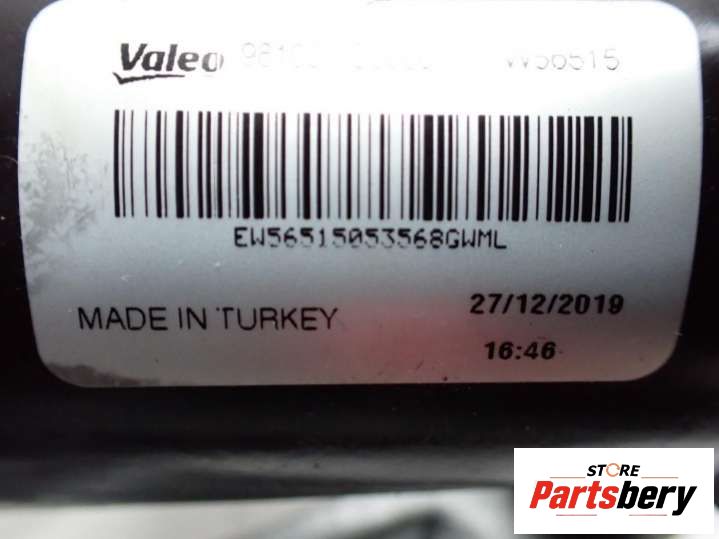 Valeo W56515
EW56515053568GWML
MADE IN TURKEY 27/12/2019
16:46
STORE
Partsbery